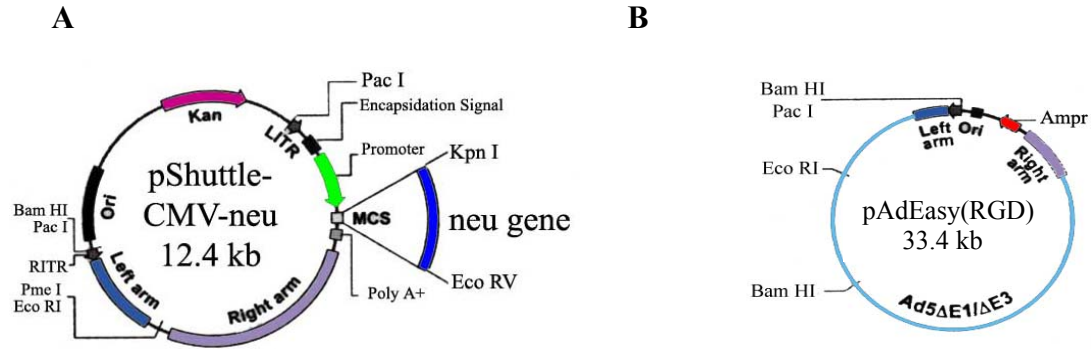 A
Pac I
Encapsidation Signal
Kan
LITR
Promoter
Kpn I
pShuttle-
CMV-neu
12.4 kb
MCS
neu gene
Ori
Bam HI
Pac I
RITR
Left arm
Pme I
Eco RI
Right arm
Poly A+
Eco RV
B
Bam HI
Pac I
Left
arm
Ori
Ampr
Right
arm
Eco RI
pAdEasy(RGD)
33.4 kb
Bam HI
Ad5ΔE1/ΔE3